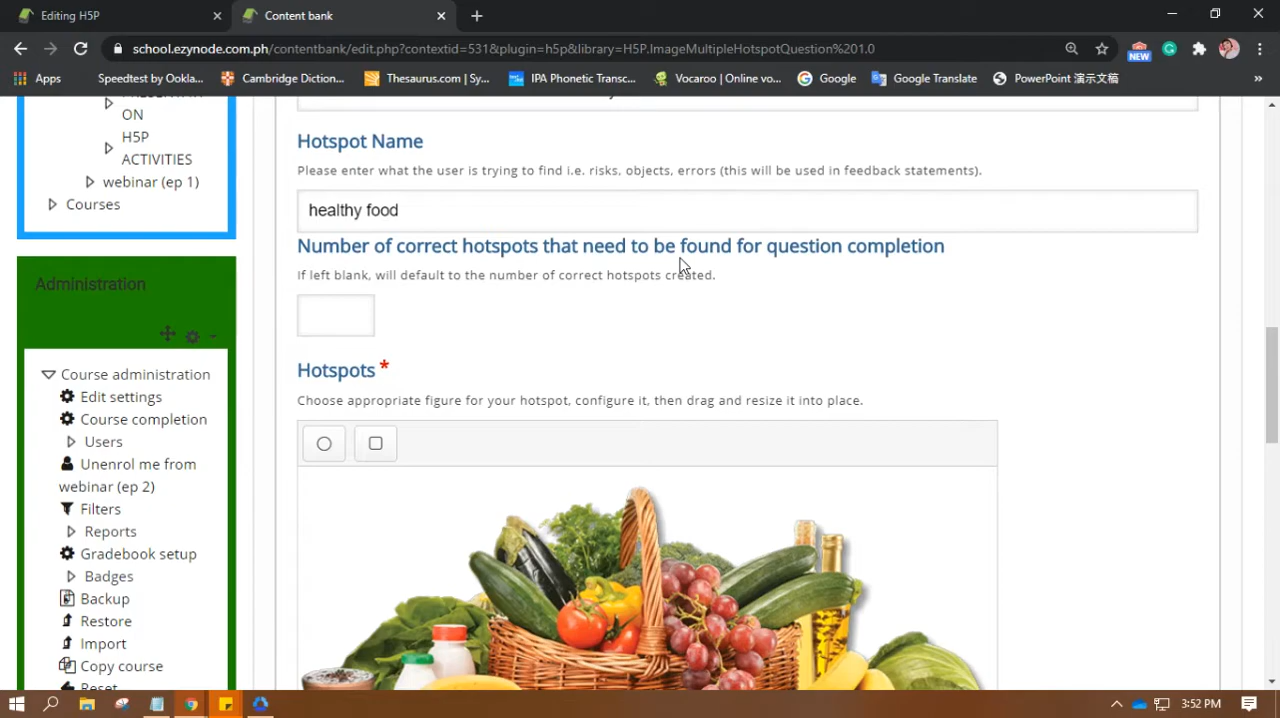 Editing H5P
Content bank
school.ezynode.com.ph/contentbank/edit.php?contextid=531&plugin=h5p&library=H5P.ImageMultipleHotspotQuestion%201.0
NEW
Apps
Speedtest by Ookla...
Cambridge Diction...
Thesaurus.com | Sy...
IPA Phonetic Transc...
Vocaroo | Online vo...
Google
Google Translate
PowerPoint 演示文稿
»
ON
H5P
ACTIVITIES
webinar (ep 1)
Courses
Administration
Course administration
Edit settings
Course completion
Users
Unenrol me from
webinar (ep 2)
Filters
Reports
Gradebook setup
Badges
Backup
Restore
Import
Copy course
Reset
Hotspot Name
Please enter what the user is trying to find i.e. risks, objects, errors (this will be used in feedback statements).
healthy food
Number of correct hotspots that need to be found for question completion
If left blank, will default to the number of correct hotspots created.
Hotspots *
Choose appropriate figure for your hotspot, configure it, then drag and resize it into place.
3:52 PM